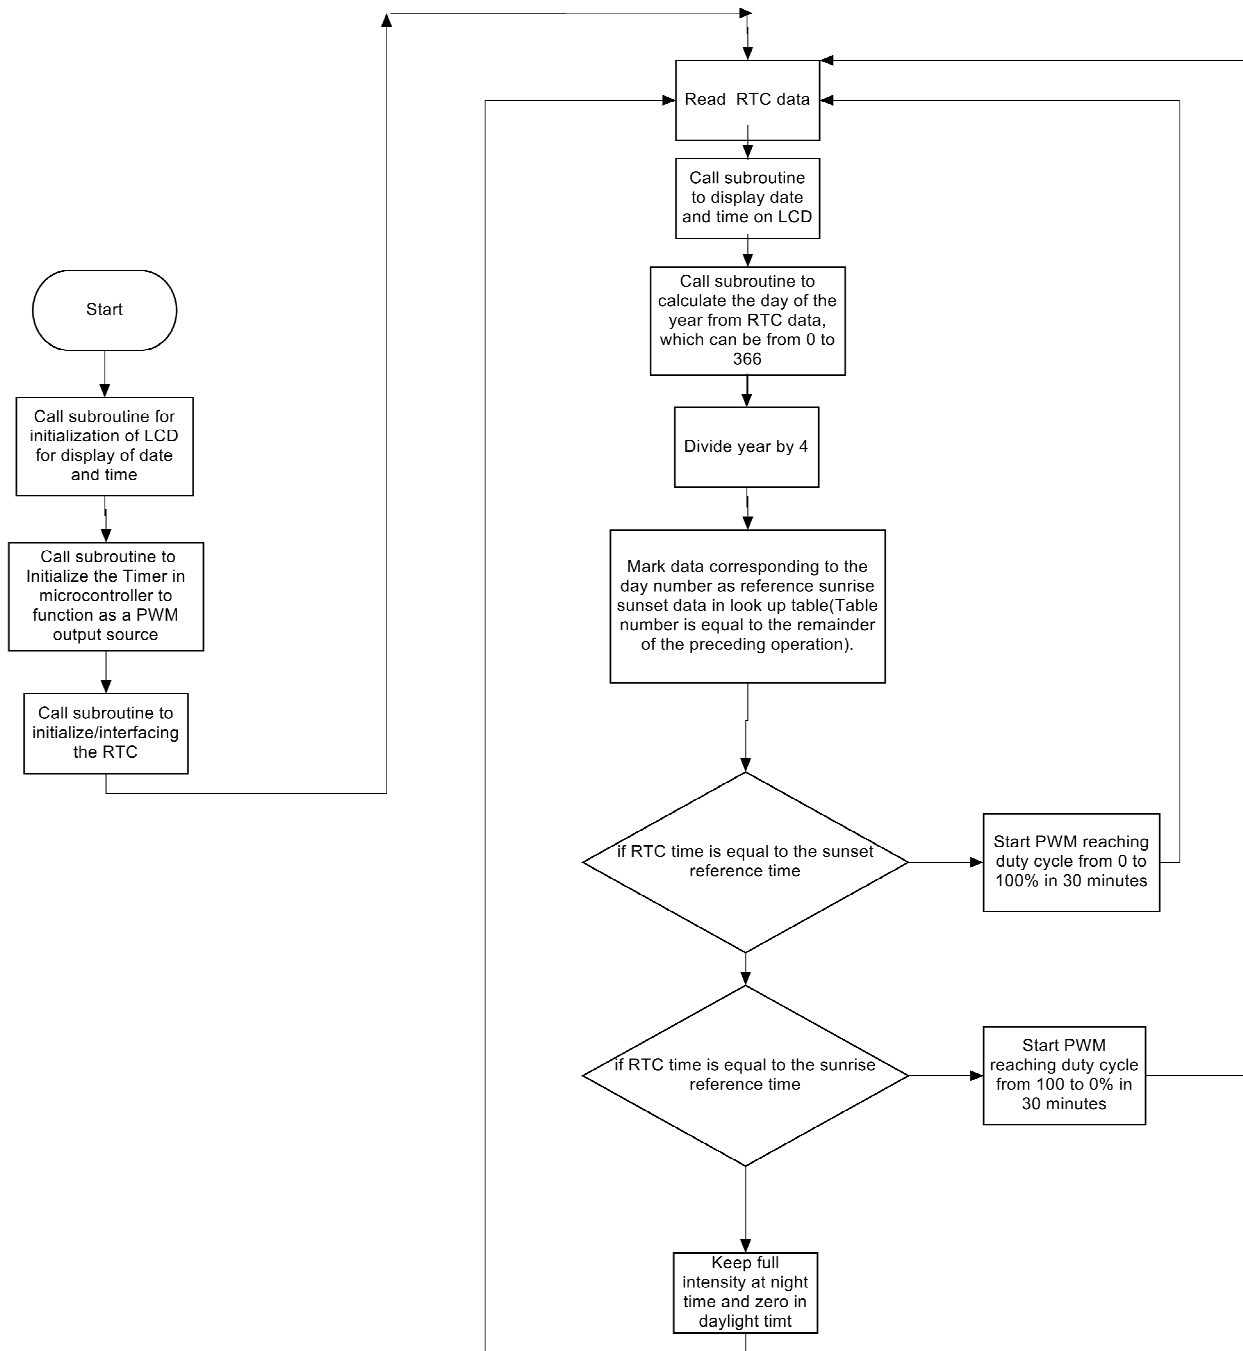 Start
Call subroutine for
initialization of LCD
for display of date
and time
Call subroutine to
Initialize the Timer in
microcontroller to
function as a PWM
output source
Call subroutine to
initialize/interfacing
the RTC
Read RTC data
Call subroutine
to display date
and time on LCD
Call subroutine to
calculate the day of the
year from RTC data,
which can be from 0 to
366
Divide year by 4
Mark data corresponding to the
day number as reference sunrise
sunset data in look up table(Table
number is equal to the remainder
of the preceding operation).
if RTC time is equal to the sunset
reference time
Start PWM reaching
duty cycle from 0 to
100% in 30 minutes
if RTC time is equal to the sunrise
reference time
Start PWM
reaching duty cycle
from 100 to 0% in
30 minutes
Keep full
intensity at night
time and zero in
daylight timt